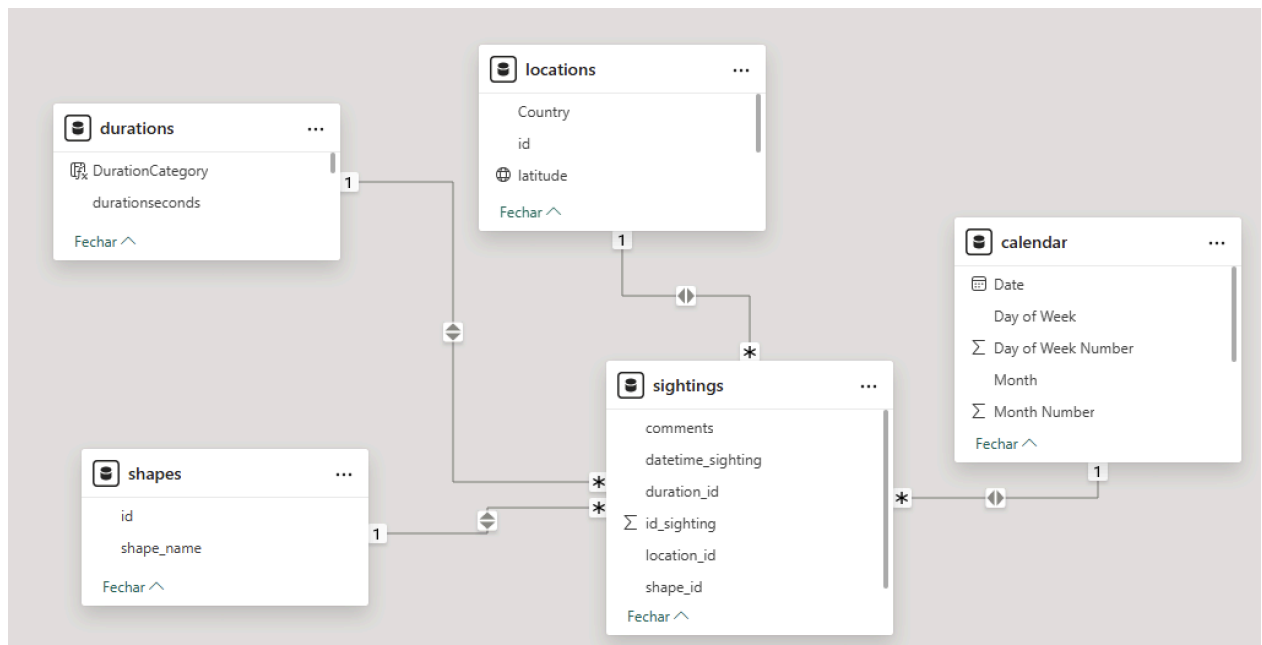 locations
...
Country
id
latitude
Fechar
durations
...
DurationCategory
durationseconds
Fechar
1
1
calendar
...
Date
Day of Week
Σ Day of Week Number
Month
Σ Month Number
Fechar
1
sightings
...
comments
datetime_sighting
duration_id
Σ id_sighting
location_id
shape_id
Fechar
*
*
*
*
shapes
...
id
shape_name
Fechar
1